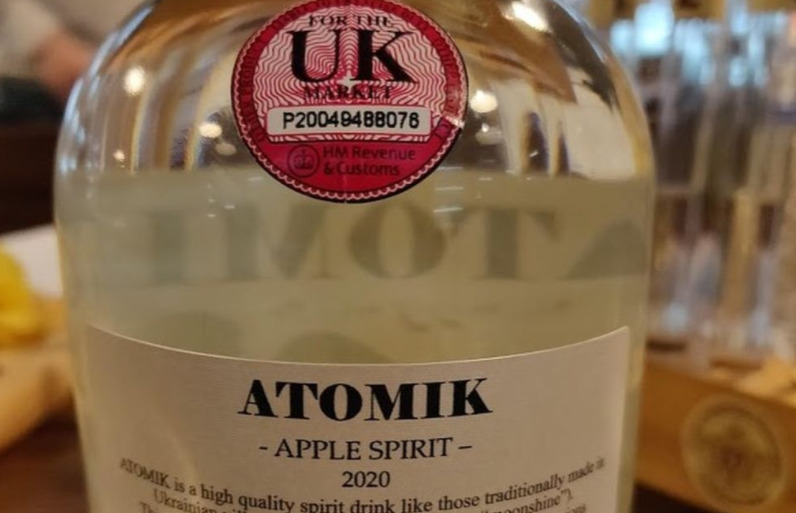 FOR THE
UK
MARKET
P20049488076
HM Revenue
& Customs
ATOMIK
ATOMIK
- APPLE SPIRIT -
2020
ATOMIK is a high quality spirit drink like those traditionally made in
Ukrainian moonshine").